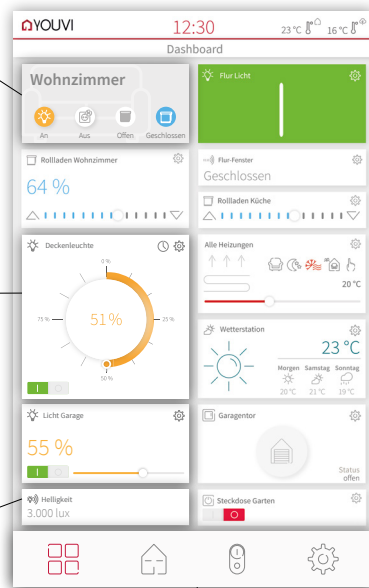 YOUVI
12:30
23 °C 16 °C
Dashboard
Wohnzimmer
An Aus Offen Geschlossen
Flur Licht
Rollladen Wohnzimmer
64 %
Flur-Fenster
Geschlossen
Rollladen Küche
Deckenleuchte
0 %
75 %
51%
25 %
50 %
I O
Alle Heizungen
20 °C
Wetterstation
23 °C
Morgen Samstag Sonntag
20 °C 21 °C 19 °C
Licht Garage
55 %
I O
Garagentor
Status
offen
Helligkeit
3.000 lux
Steckdose Garten
O